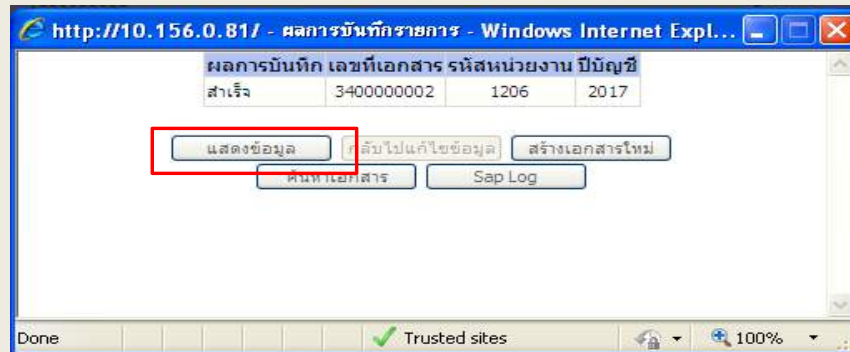 http://10.156.0.81/ - ผลการบันทึกรายการ - Windows Internet Expl...
ผลการบันทึก เลขที่เอกสาร รหัสหน่วยงาน ปีบัญชี
สำเร็จ 3400000002 1206 2017
แสดงข้อมูล กลับไปแก้ไขข้อมูล สร้างเอกสารใหม่
ค้นหาเอกสาร Sap Log
Done Trusted sites 100%